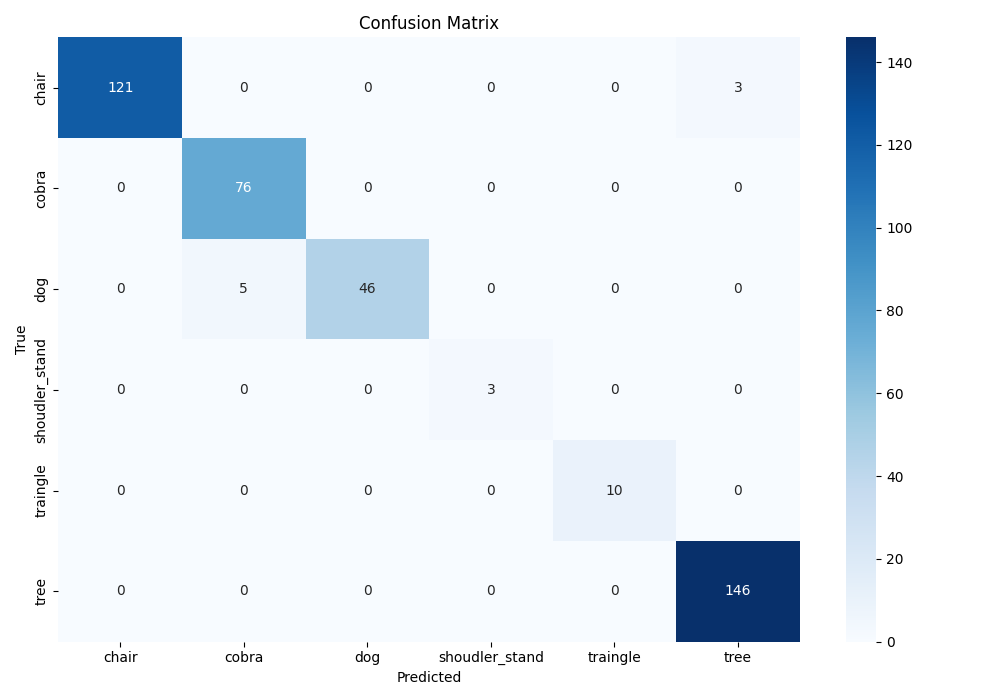 Confusion Matrix
chair 121 0 0 0 0 3
cobra 0 76 0 0 0 0
dog 0 5 46 0 0 0
shoudler_stand 0 0 0 3 0 0
traingle 0 0 0 0 10 0
tree 0 0 0 0 0 146
True
chair cobra dog shoudler_stand traingle tree
Predicted
140
120
100
80
60
40
20
0